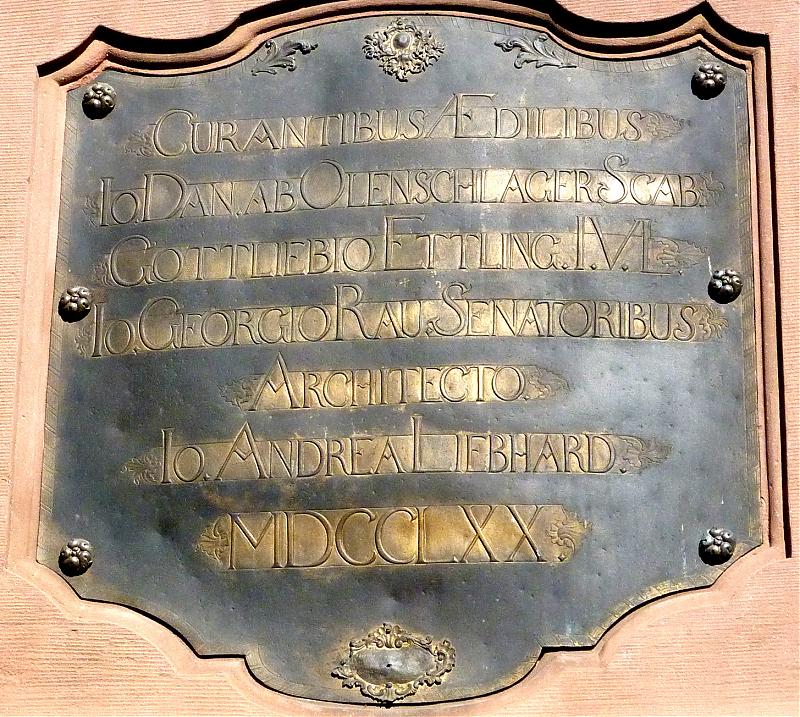 CURANTIBUS ÆDILIBUS
IO. DAN. AB OLENSCHLAGER SCAB.
GOTTLIEBIO ETTLING. I.V.L.
IO. GEORGIO RAU. SENATORIBUS
ARCHITECTO.
IO. ANDREA LIEBHARD.
MDCCLXX